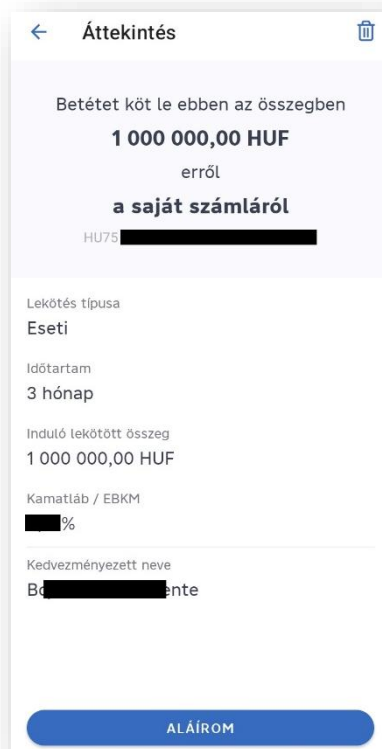 Áttekintés
Betétet köt le ebben az összegben
1 000 000,00 HUF
erről
a saját számláról
HU75
Lekötés típusa
Eseti
Időtartam
3 hónap
Induló lekötött összeg
1 000 000,00 HUF
Kamatláb / EBKM
%
Kedvezményezett neve
ALÁÍROM